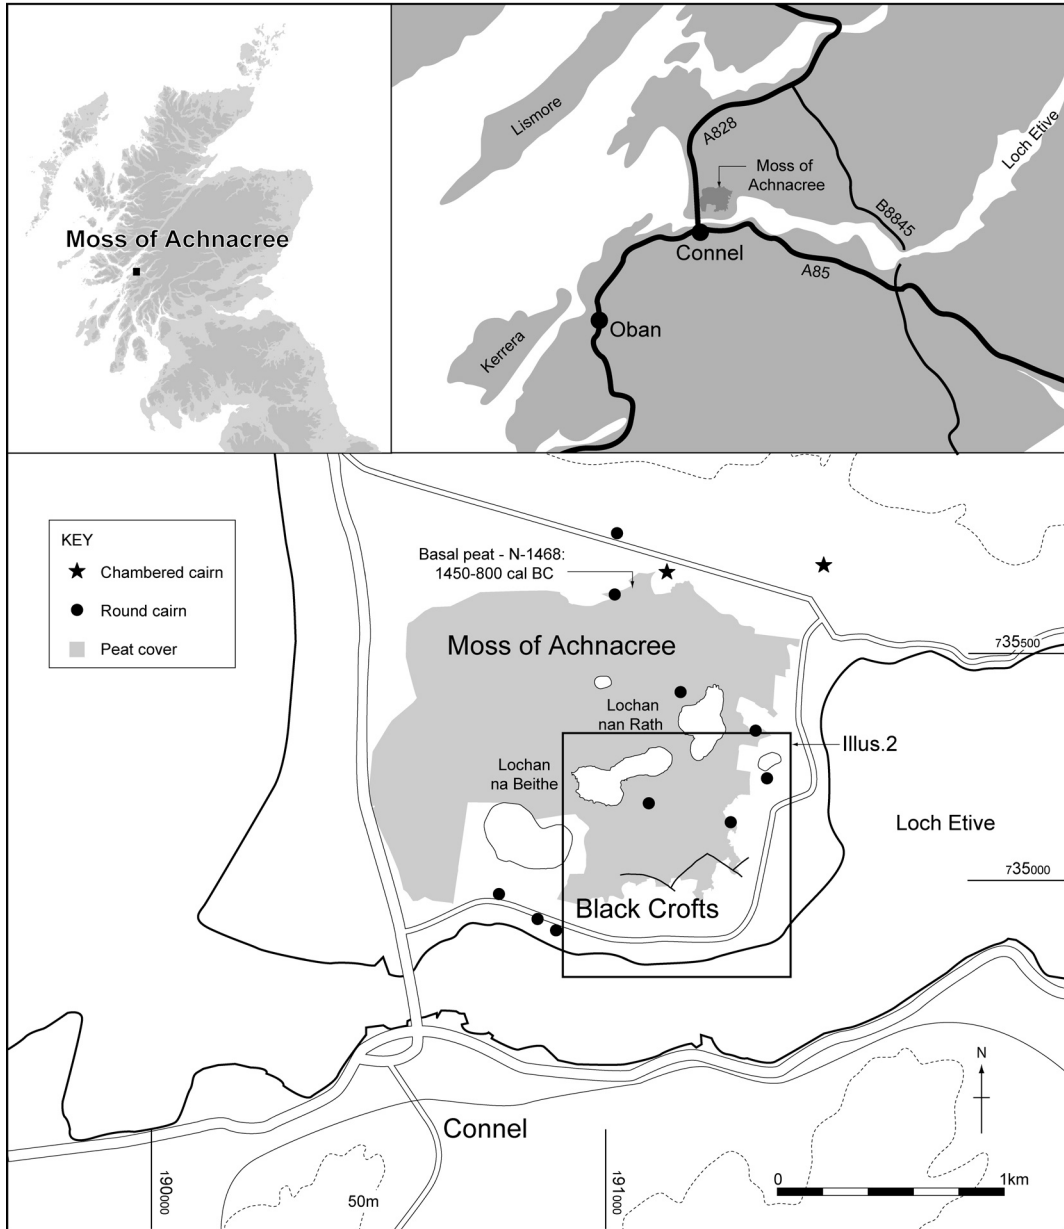 Moss of Achnacree
Lismore
A828
Moss of
Achnacree
Loch Etive
B8845
Connel
A85
Oban
Kerrera
KEY
Chambered cairn
Round cairn
Peat cover
Basal peat - N-1468:
1450-800 cal BC
Moss of Achnacree
735500
Lochan
nan Rath
Illus.2
Lochan
na Beithe
Loch Etive
735000
Black Crofts
N
Connel
190000
50m
191000
0
1km